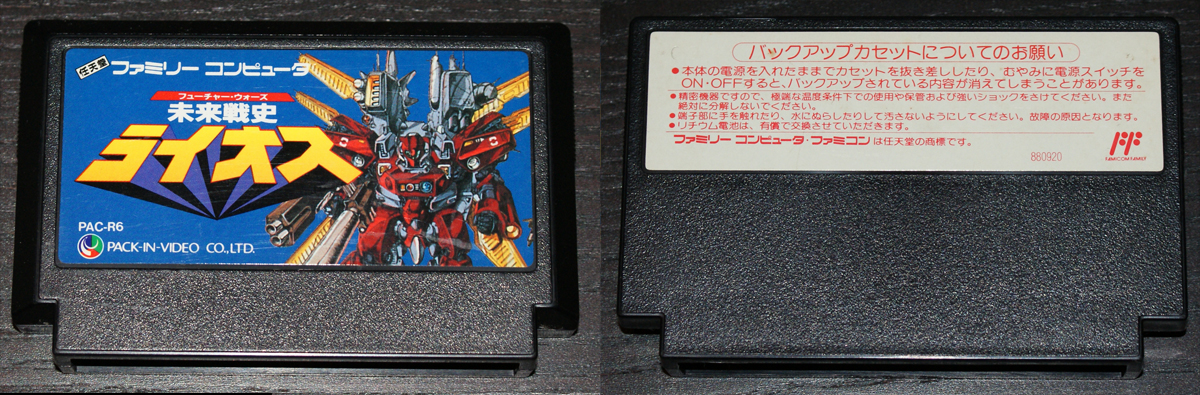 任天堂
ファミリー コンピュータ
フューチャー・ウォーズ
未来戦史
ライオス
PAC-R6
PACK-IN-VIDEO CO.,LTD.
バックアップカセットについてのお願い
●本体の電源を入れたままでカセットを抜き差ししたり、むやみに電源スイッチを
ON・OFFすると、バックアップされている内容が消えてしまうことがあります。
●精密機器ですので、極端な温度条件下での使用や保管および強いショックをさけてください。また
絶対に分解しないでください。
●端子部に手を触れたり、水にぬらしたりして汚さないようにしてください。故障の原因となります。
●リチウム電池は、有償で交換させていただきます。
ファミリー コンピュータ・ファミコン は任天堂の商標です。
FF
FAMICOM FAMILY
880920